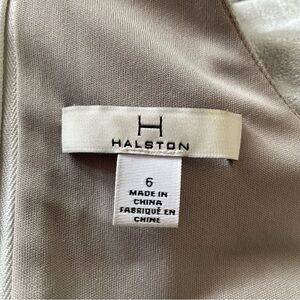 H
HALSTON
6
MADE IN
CHINA
FABRIQUÉ EN
CHINE